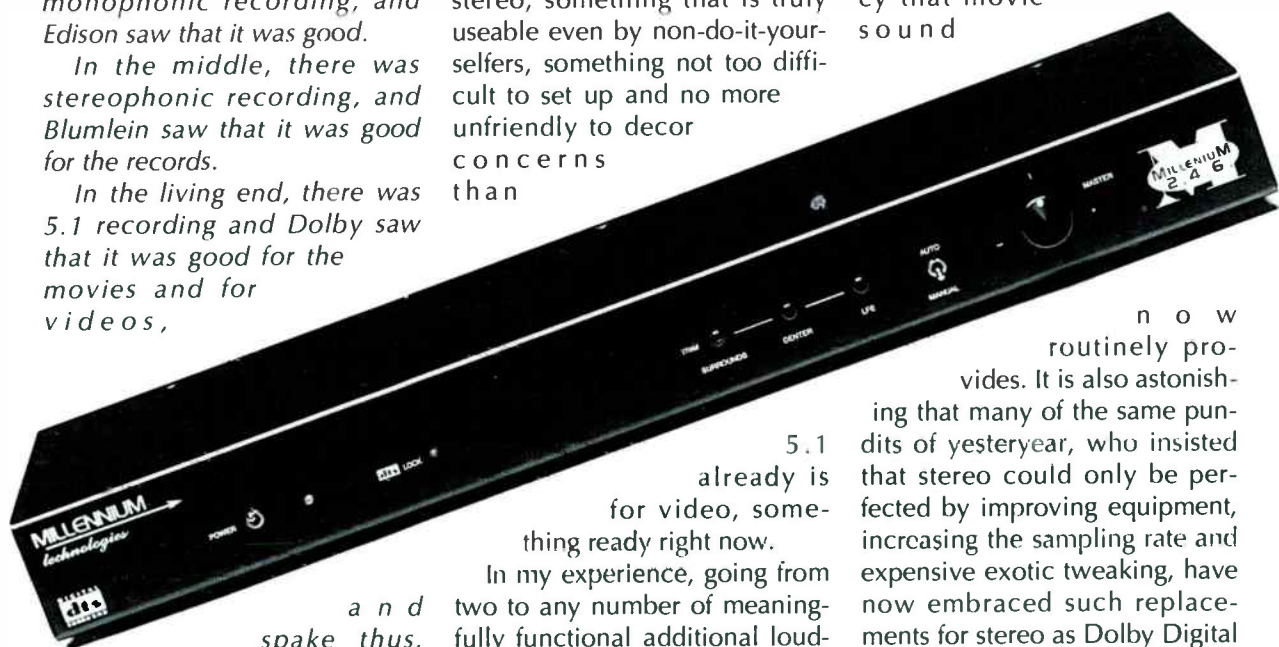 monophonic recording, and
Edison saw that it was good.
In the middle, there was
stereophonic recording, and
Blumlein saw that it was good
for the records.
In the living end, there was
5.1 recording and Dolby saw
that it was good for the
movies and for
videos,
and
spake thus,
stereo, something that is truly
useable even by non-do-it-your-
selfers, something not too diffi-
cult to set up and no more
unfriendly to decor
concerns
than
5.1
already is
for video, some-
thing ready right now.
In my experience, going from
two to any number of meaning-
fully functional additional loud-
cy that movie
sound
now
routinely pro-
vides. It is also astonish-
ing that many of the same pun-
dits of yesteryear, who insisted
that stereo could only be per-
fected by improving equipment,
increasing the sampling rate and
expensive exotic tweaking, have
now embraced such replace-
ments for stereo as Dolby Digital
MILLENNIUM
technologies
DIGITAL
dts
POWER
dts LOCK
TRIM
SURROUNDS
CENTER
LFE
AUTO
MANUAL
MASTER
M
MILLENIUM
2.4.6